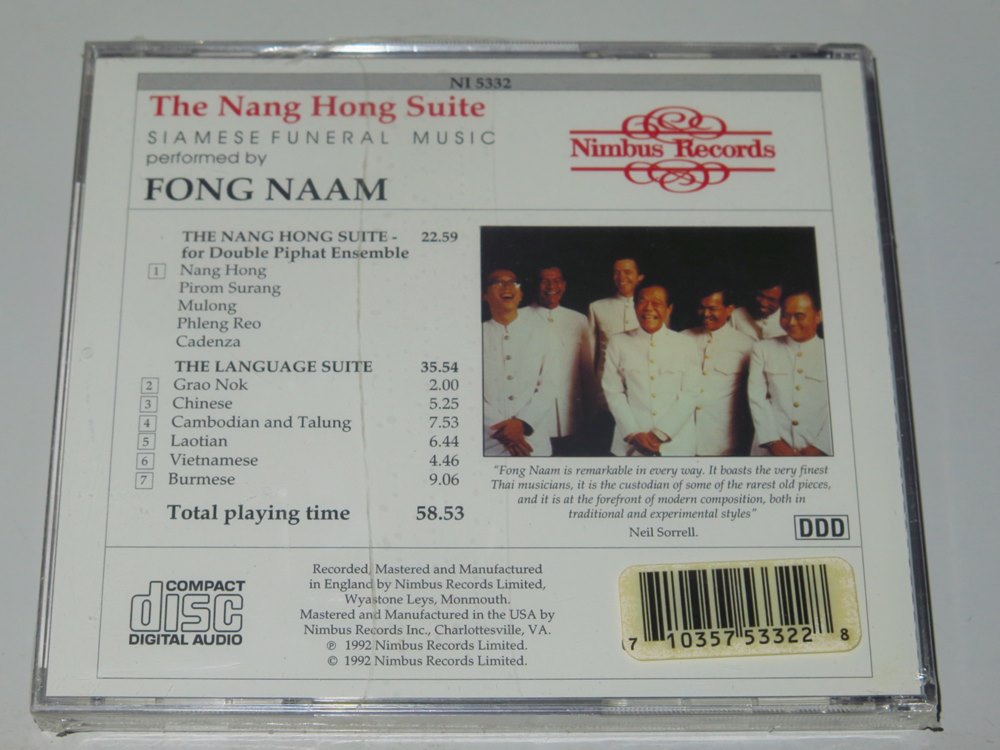 NI 5332
The Nang Hong Suite
SIAMESE FUNERAL MUSIC
performed by
FONG NAAM
Nimbus Records
THE NANG HONG SUITE - 22.59
for Double Piphat Ensemble
1 Nang Hong
Pirom Surang
Mulong
Phleng Reo
Cadenza
THE LANGUAGE SUITE 35.54
2 Grao Nok 2.00
3 Chinese 5.25
4 Cambodian and Talung 7.53
5 Laotian 6.44
6 Vietnamese 4.46
7 Burmese 9.06
Total playing time 58.53
"Fong Naam is remarkable in every way. It boasts the very finest
Thai musicians, it is the custodian of some of the rarest old pieces,
and it is at the forefront of modern composition, both in
traditional and experimental styles"
Neil Sorrell.
DDD
COMPACT
disc
DIGITAL AUDIO
Recorded, Mastered and Manufactured
in England by Nimbus Records Limited,
Wyastone Leys, Monmouth.
Mastered and Manufactured in the USA by
Nimbus Records Inc., Charlottesville, VA.
℗ 1992 Nimbus Records Limited.
© 1992 Nimbus Records Limited.
7 10357 53322 8